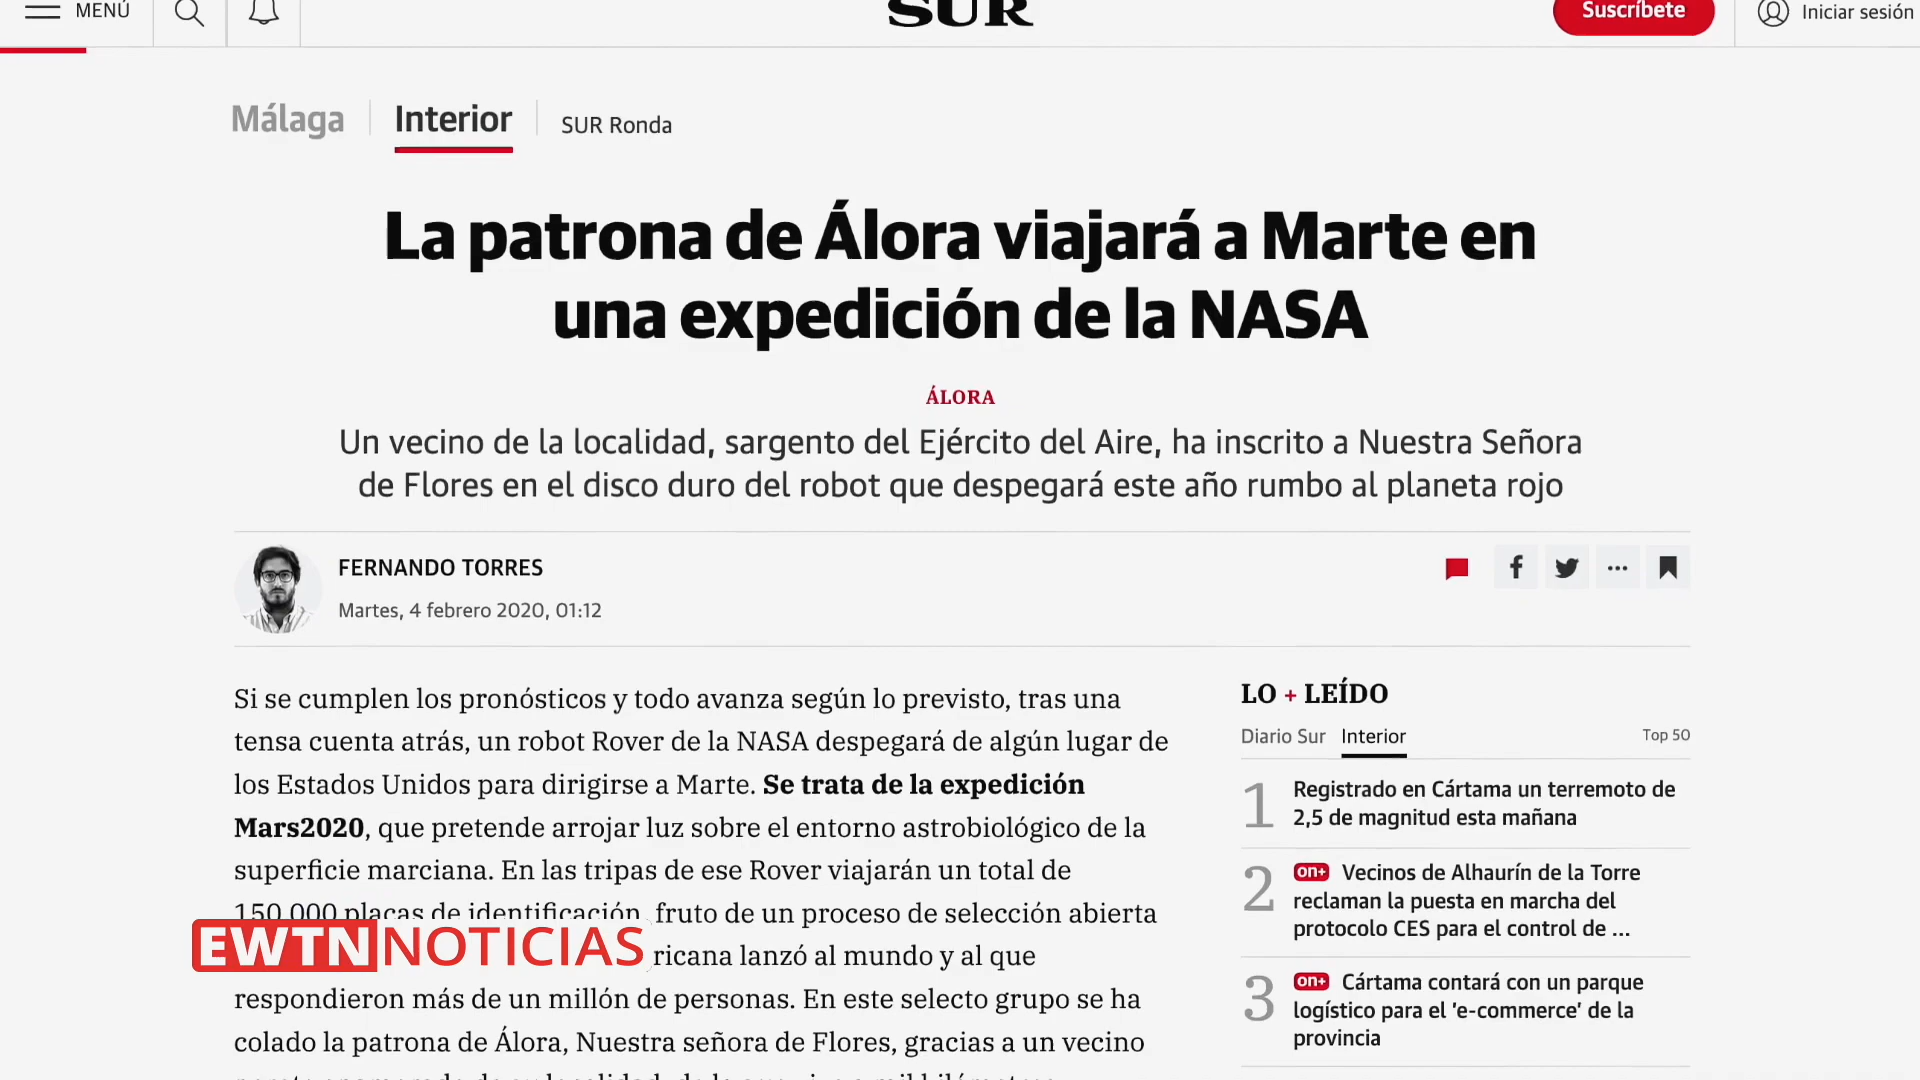 MENÚ
SUR
Suscríbete
Iniciar sesión
Málaga
Interior
SUR Ronda
La patrona de Álora viajará a Marte en
una expedición de la NASA
ÁLORA
Un vecino de la localidad, sargento del Ejército del Aire, ha inscrito a Nuestra Señora
de Flores en el disco duro del robot que despegará este año rumbo al planeta rojo
FERNANDO TORRES
Martes, 4 febrero 2020, 01:12
Si se cumplen los pronósticos y todo avanza según lo previsto, tras una
tensa cuenta atrás, un robot Rover de la NASA despegará de algún lugar de
los Estados Unidos para dirigirse a Marte. Se trata de la expedición
Mars2020, que pretende arrojar luz sobre el entorno astrobiológico de la
superficie marciana. En las tripas de ese Rover viajarán un total de
150.000 placas de identificación, fruto de un proceso de selección abierta
ricana lanzó al mundo y al que
respondieron más de un millón de personas. En este selecto grupo se ha
colado la patrona de Álora, Nuestra señora de Flores, gracias a un vecino
EWTN NOTICIAS
LO + LEÍDO
Diario Sur
Interior
Top 50
1
Registrado en Cártama un terremoto de
2,5 de magnitud esta mañana
2
on+ Vecinos de Alhaurín de la Torre
reclaman la puesta en marcha del
protocolo CES para el control de ...
3
on+ Cártama contará con un parque
logístico para el 'e-commerce' de la
provincia